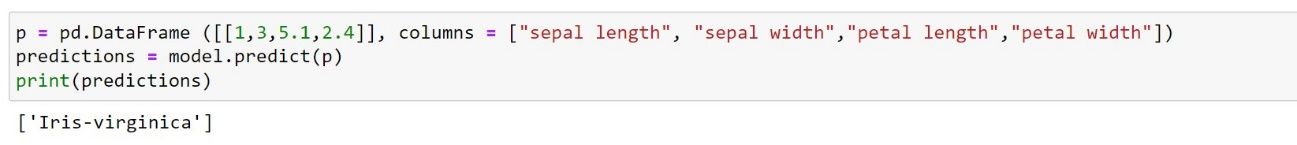 p = pd.DataFrame ([[1,3,5.1,2.4]], columns = ["sepal length", "sepal width","petal length","petal width"])
predictions = model.predict(p)
print(predictions)
['Iris-virginica']